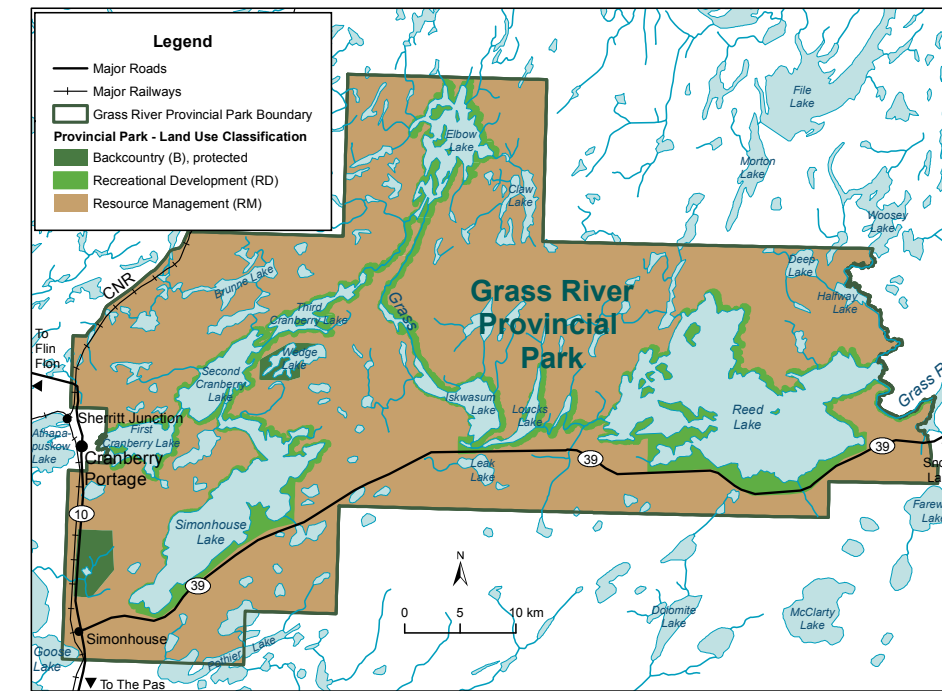 Legend
Major Roads
Major Railways
Grass River Provincial Park Boundary
Provincial Park - Land Use Classification
Backcountry (B), protected
Recreational Development (RD)
Resource Management (RM)
File
Lake
Elbow
Lake
Morton
Lake
Claw
Lake
Woosey
Lake
Deep
Lake
Halfway
Lake
CNR
Brunne Lake
Grass
Grass River
Provincial
Park
Third
Cranberry Lake
To
Flin
Flon
Wedge
Lake
Second
Cranberry
Lake
Iskwasum
Lake
Loucks
Lake
Reed
Lake
Grass R
Sherritt Junction
Athapa-
puskow
Lake
First
Cranberry Lake
Cranberry
Portage
39
39
Leak
Lake
Sno
La
Farew
Lake
10
Simonhouse
Lake
N
39
0 5 10 km
Dolomite
Lake
McClarty
Lake
Simonhouse
Goose
Lake
Pothier Lake
To The Pas